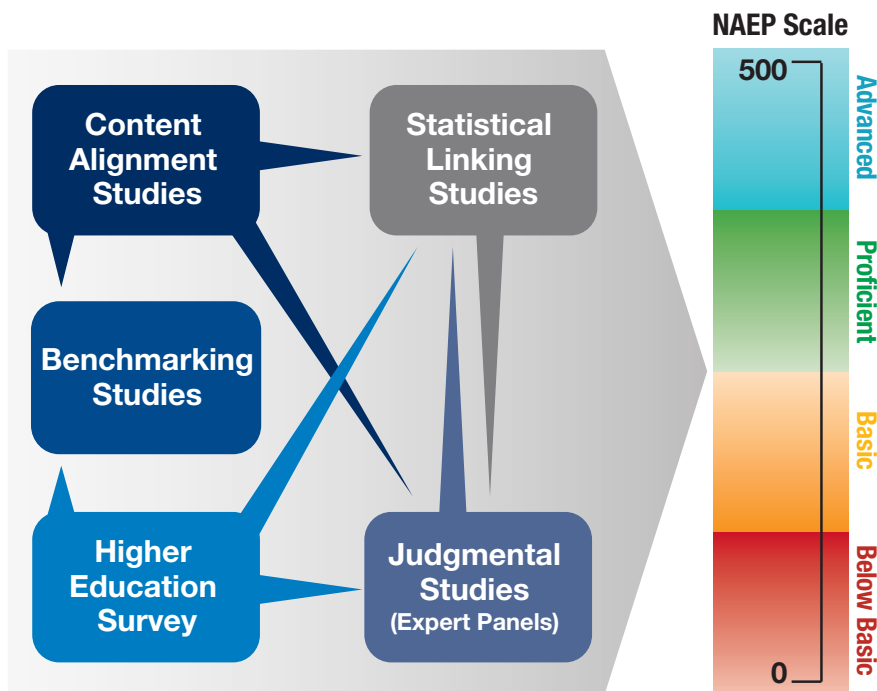 NAEP Scale
Content
Alignment
Studies
Statistical
Linking
Studies
Benchmarking
Studies
Higher
Education
Survey
Judgmental
Studies
(Expert Panels)
500
0
Advanced
Proficient
Basic
Below Basic